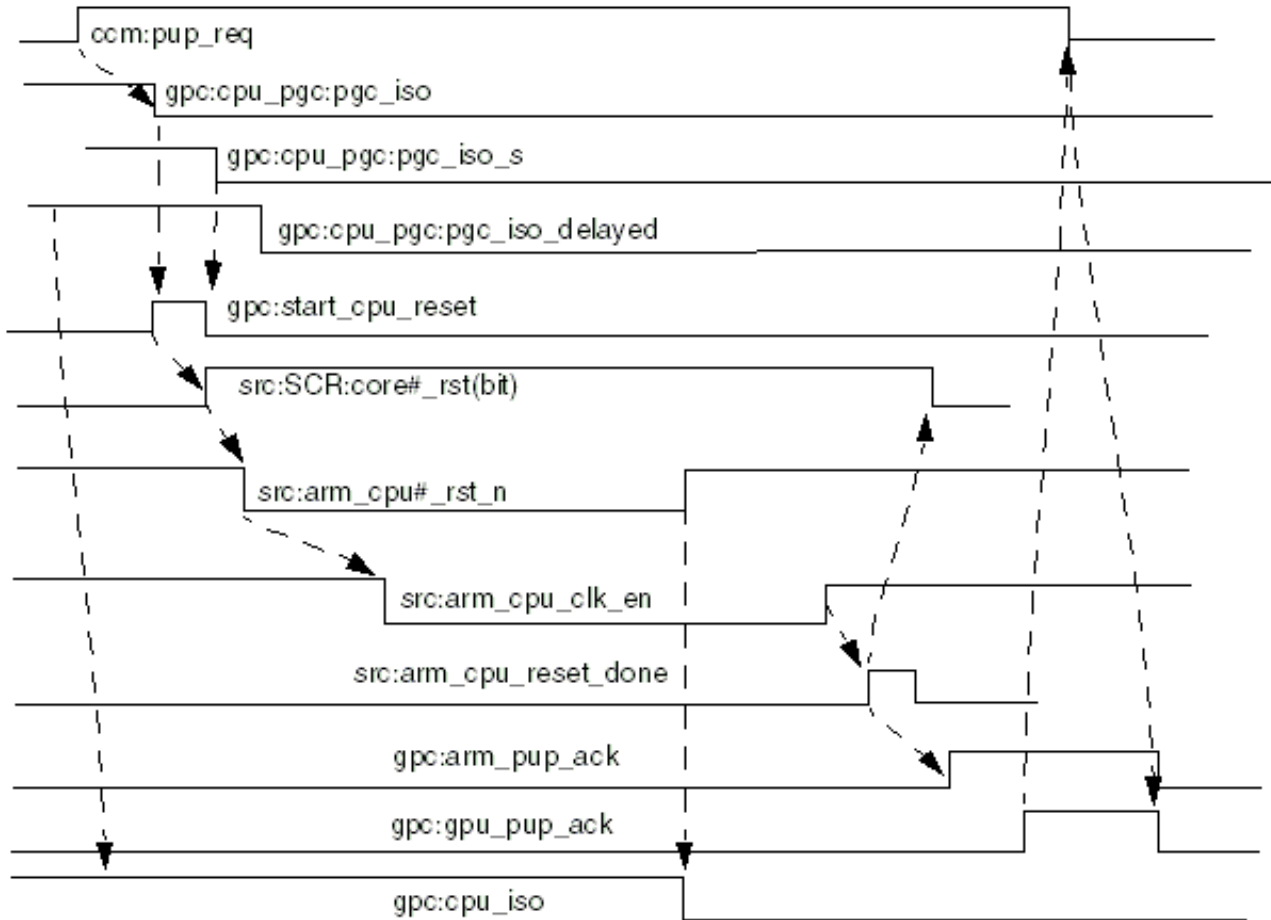 ccm:pup_req
gpc:cpu_pgc:pgc_iso
gpc:cpu_pgc:pgc_iso_s
gpc:cpu_pgc:pgc_iso_delayed
gpc:start_cpu_reset
src:SCR:core#_rst(bit)
src:arm_cpu#_rst_n
src:arm_cpu_clk_en
src:arm_cpu_reset_done
gpc:arm_pup_ack
gpc:gpu_pup_ack
gpc:cpu_iso